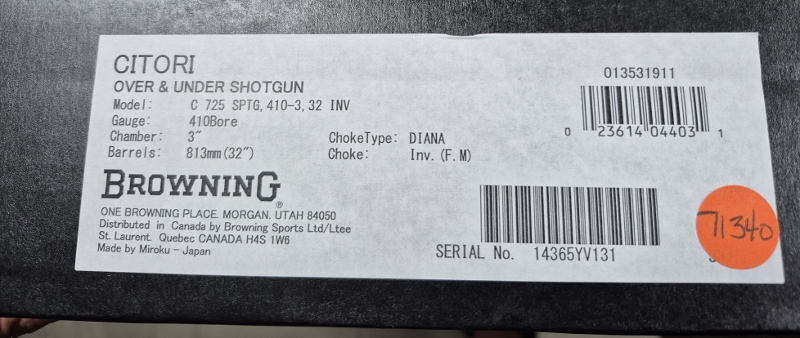 CITORI
OVER & UNDER SHOTGUN
Model: C 725 SPTG, 410-3, 32 INV
Gauge: 410Bore
Chamber: 3″
Barrels: 813mm(32″)
ChokeType: DIANA
Choke: Inv. (F. M)
BROWNING®
ONE BROWNING PLACE. MORGAN. UTAH 84050
Distributed in Canada by Browning Sports Ltd/Ltee
St. Laurent. Quebec CANADA H4S 1W6
Made by Miroku - Japan
013531911
0 23614 04403 1
SERIAL No. 14365YV131
71340